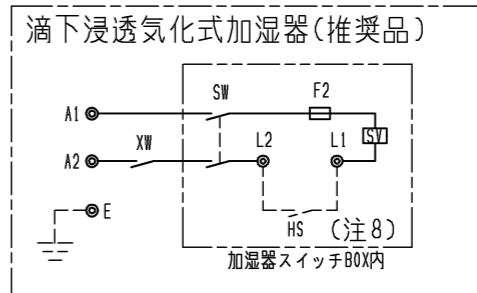 滴下浸透気化式加湿器(推奨品)
SW
F2
A1
SV
XW
L2
L1
A2
E
HS
(注8)
加湿器スイッチBOX内